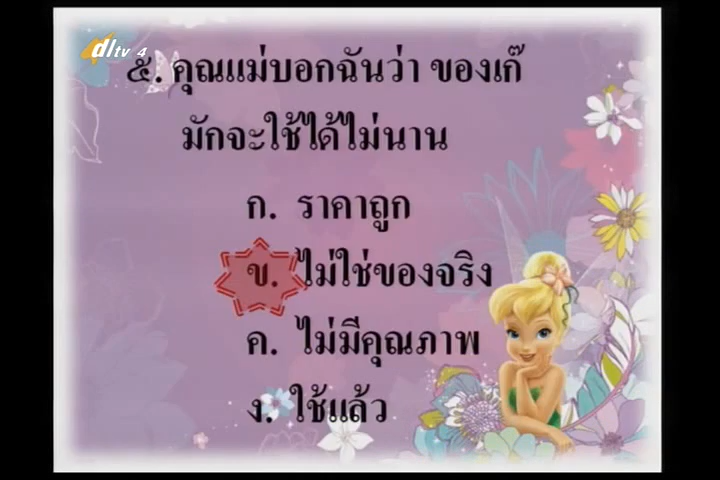 dltv 4
๕. คุณแม่บอกฉันว่า ของเก๊
มักจะใช้ได้ไม่นาน
ก. ราคาถูก
ข. ไม่ใช่ของจริง
ค. ไม่มีคุณภาพ
ง. ใช้แล้ว